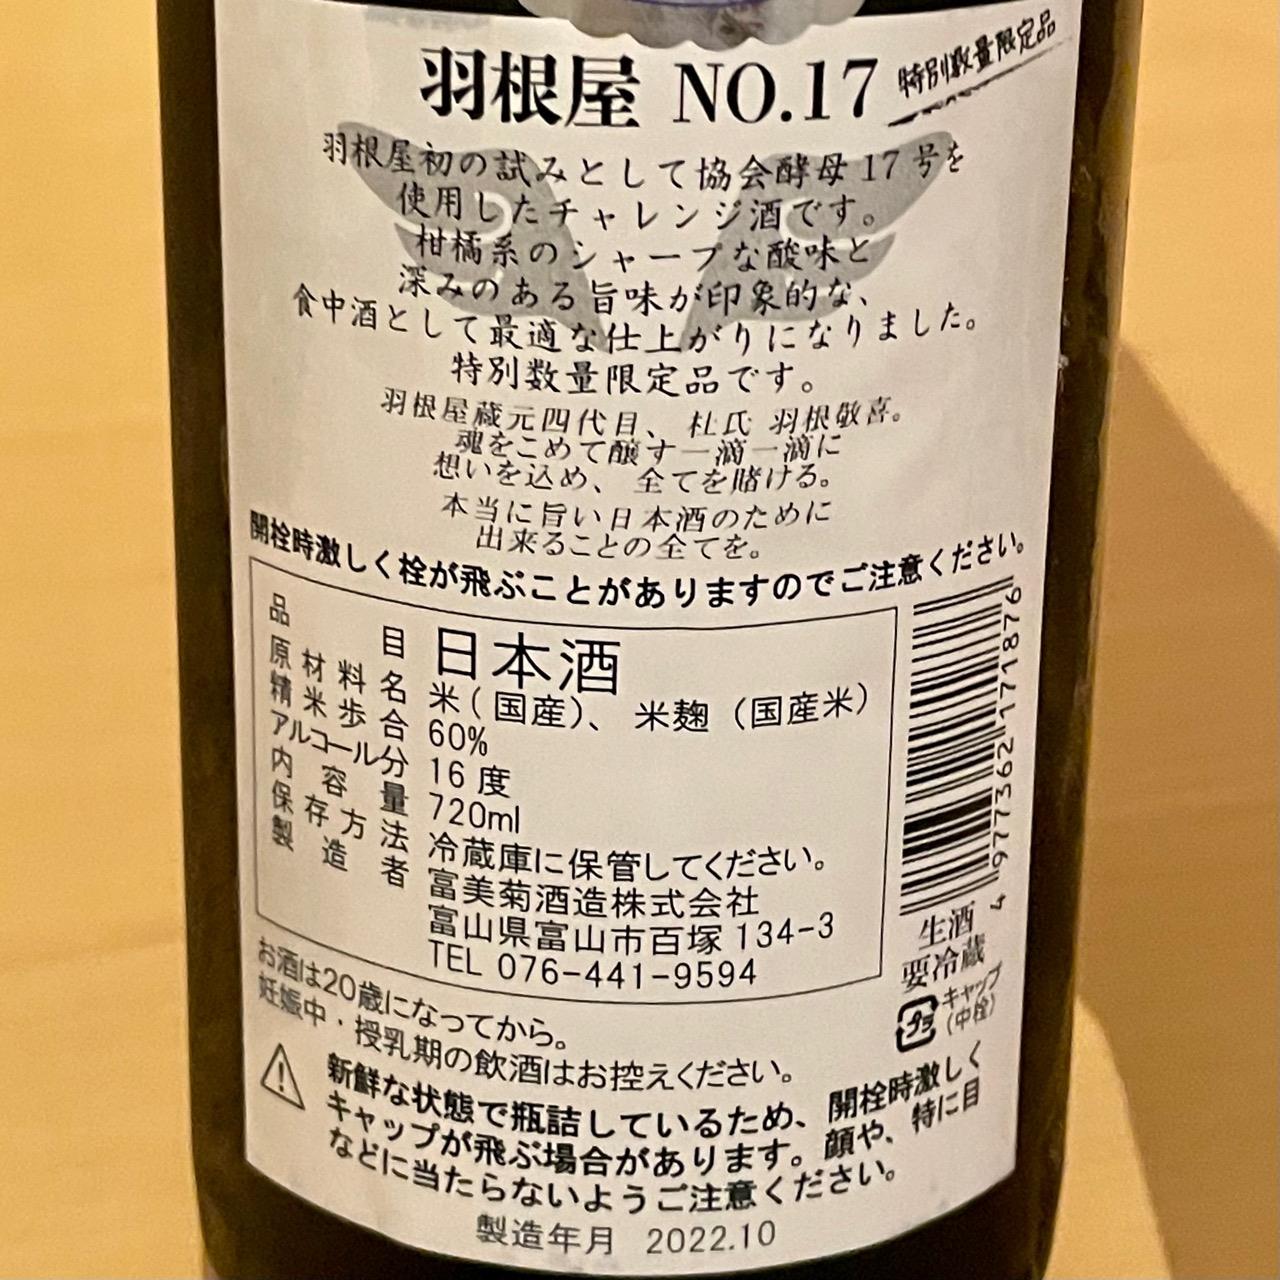 羽根屋 NO.17
特別数量限定品
羽根屋初の試みとして協会酵母17号を
使用したチャレンジ酒です。
柑橘系のシャープな酸味と
深みのある旨味が印象的な、
食中酒として最適な仕上がりになりました。
特別数量限定品です。
羽根屋蔵元四代目、杜氏 羽根敬喜。
魂をこめて醸す一滴一滴に
想いを込め、全てを賭ける。
本当に旨い日本酒のために
出来ることの全てを。
開栓時激しく栓が飛ぶことがありますのでご注意ください。
品目 日本酒
原材料名 米(国産)、米麹(国産米)
精米歩合 60%
アルコール分 16度
内容量 720ml
保存方法 冷蔵庫に保管してください。
製造者 富美菊酒造株式会社
富山県富山市百塚134-3
TEL 076-441-9594
4 977362 171876
生酒
要冷蔵
プラ
キャップ
(中栓)
お酒は20歳になってから。
妊娠中・授乳期の飲酒はお控えください。
新鮮な状態で瓶詰しているため、開栓時激しく
キャップが飛ぶ場合があります。顔や、特に目
などに当たらないようご注意ください。
製造年月 2022.10